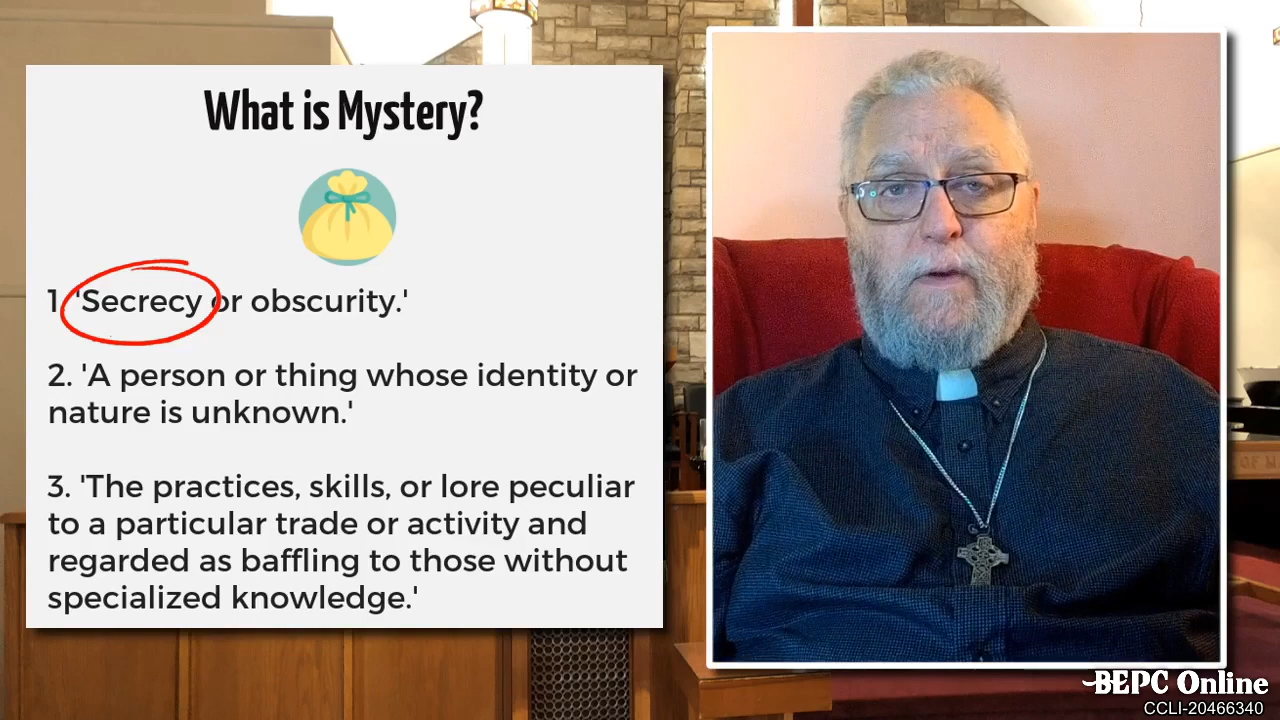 What is Mystery?
1. 'Secrecy or obscurity.'
2. 'A person or thing whose identity or
nature is unknown.'
3. 'The practices, skills, or lore peculiar
to a particular trade or activity and
regarded as baffling to those without
specialized knowledge.'
BEPC Online
CCLI-20466340